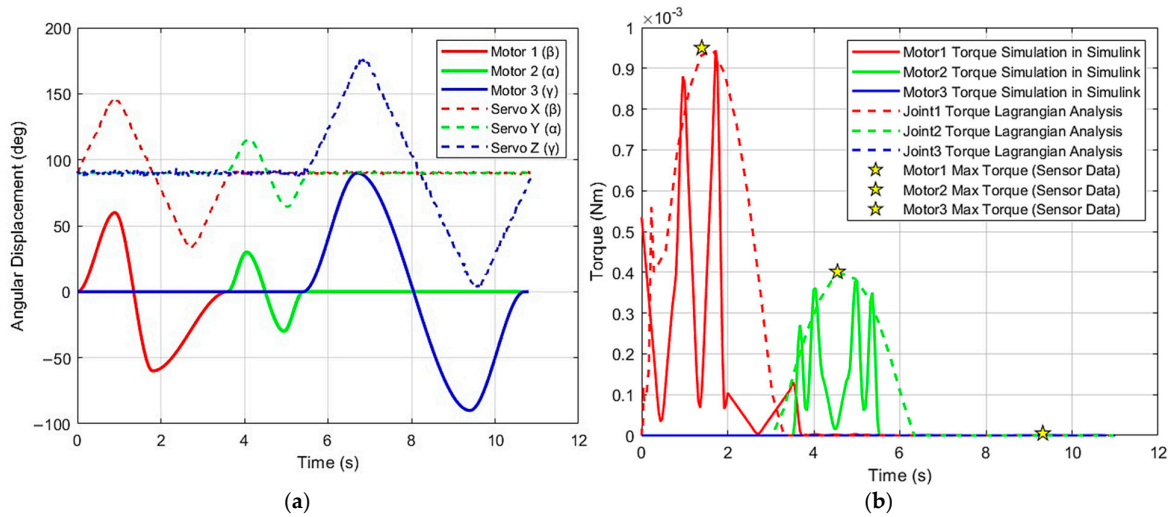 200
150
100
50
0
−50
−100
0
2
4
6
8
10
12
Angular Displacement (deg)
Time (s)
Motor 1 (β)
Motor 2 (α)
Motor 3 (γ)
Servo X (β)
Servo Y (α)
Servo Z (γ)
(a)
×10⁻³
1
0.9
0.8
0.7
0.6
0.5
0.4
0.3
0.2
0.1
0
0
2
4
6
8
10
12
Torque (Nm)
Time (s)
Motor1 Torque Simulation in Simulink
Motor2 Torque Simulation in Simulink
Motor3 Torque Simulation in Simulink
Joint1 Torque Lagrangian Analysis
Joint2 Torque Lagrangian Analysis
Joint3 Torque Lagrangian Analysis
Motor1 Max Torque (Sensor Data)
Motor2 Max Torque (Sensor Data)
Motor3 Max Torque (Sensor Data)
(b)